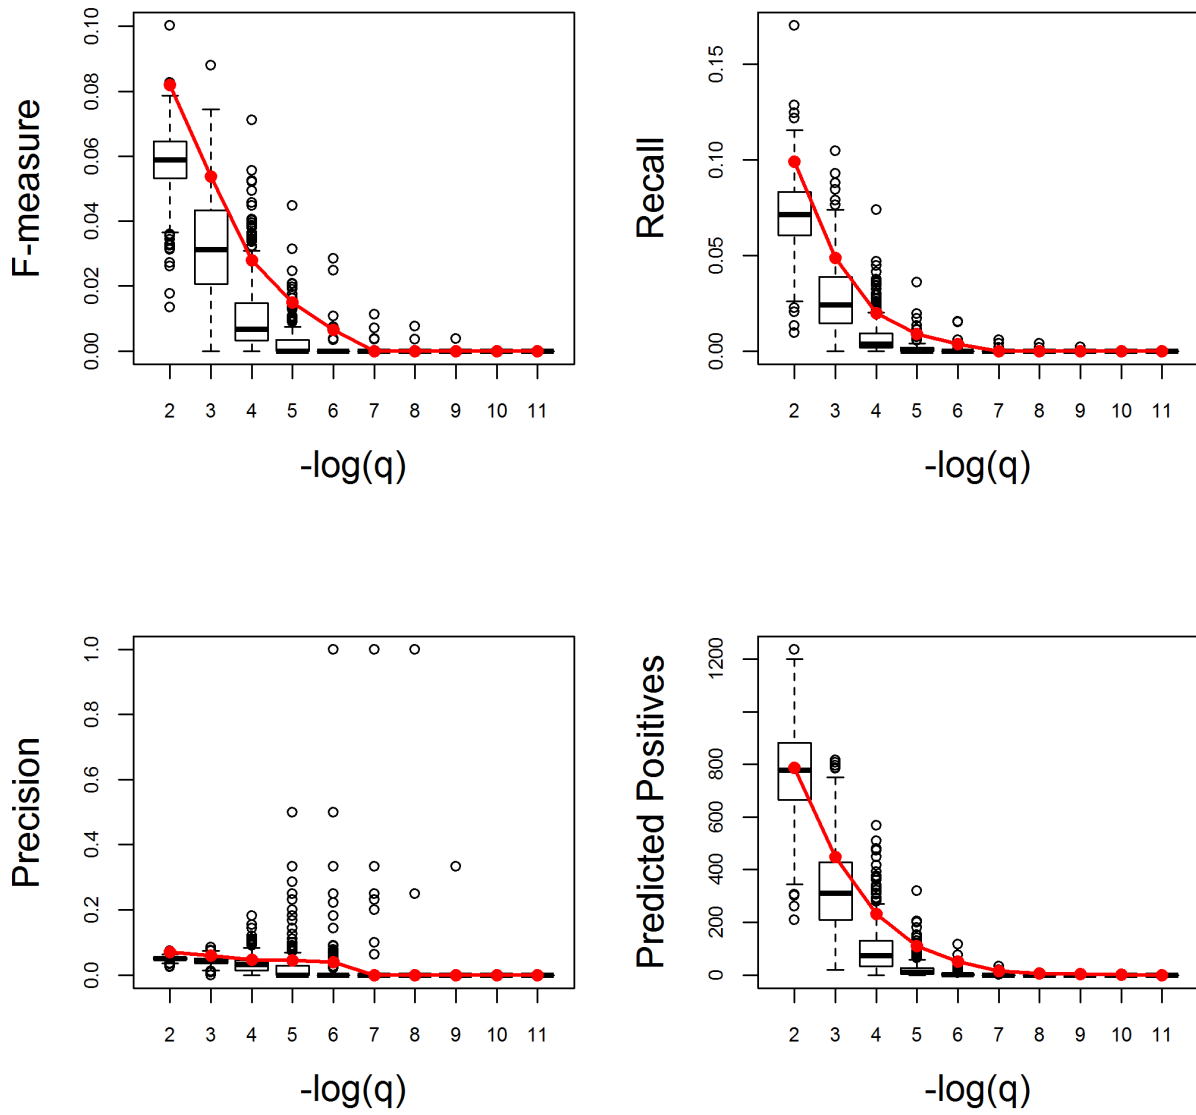 F-measure
0.00 0.02 0.04 0.06 0.08 0.10
2 3 4 5 6 7 8 9 10 11
-log(q)
Recall
0.00 0.05 0.10 0.15
2 3 4 5 6 7 8 9 10 11
-log(q)
Precision
0.0 0.2 0.4 0.6 0.8 1.0
2 3 4 5 6 7 8 9 10 11
-log(q)
Predicted Positives
0 200 400 600 800 1200
2 3 4 5 6 7 8 9 10 11
-log(q)